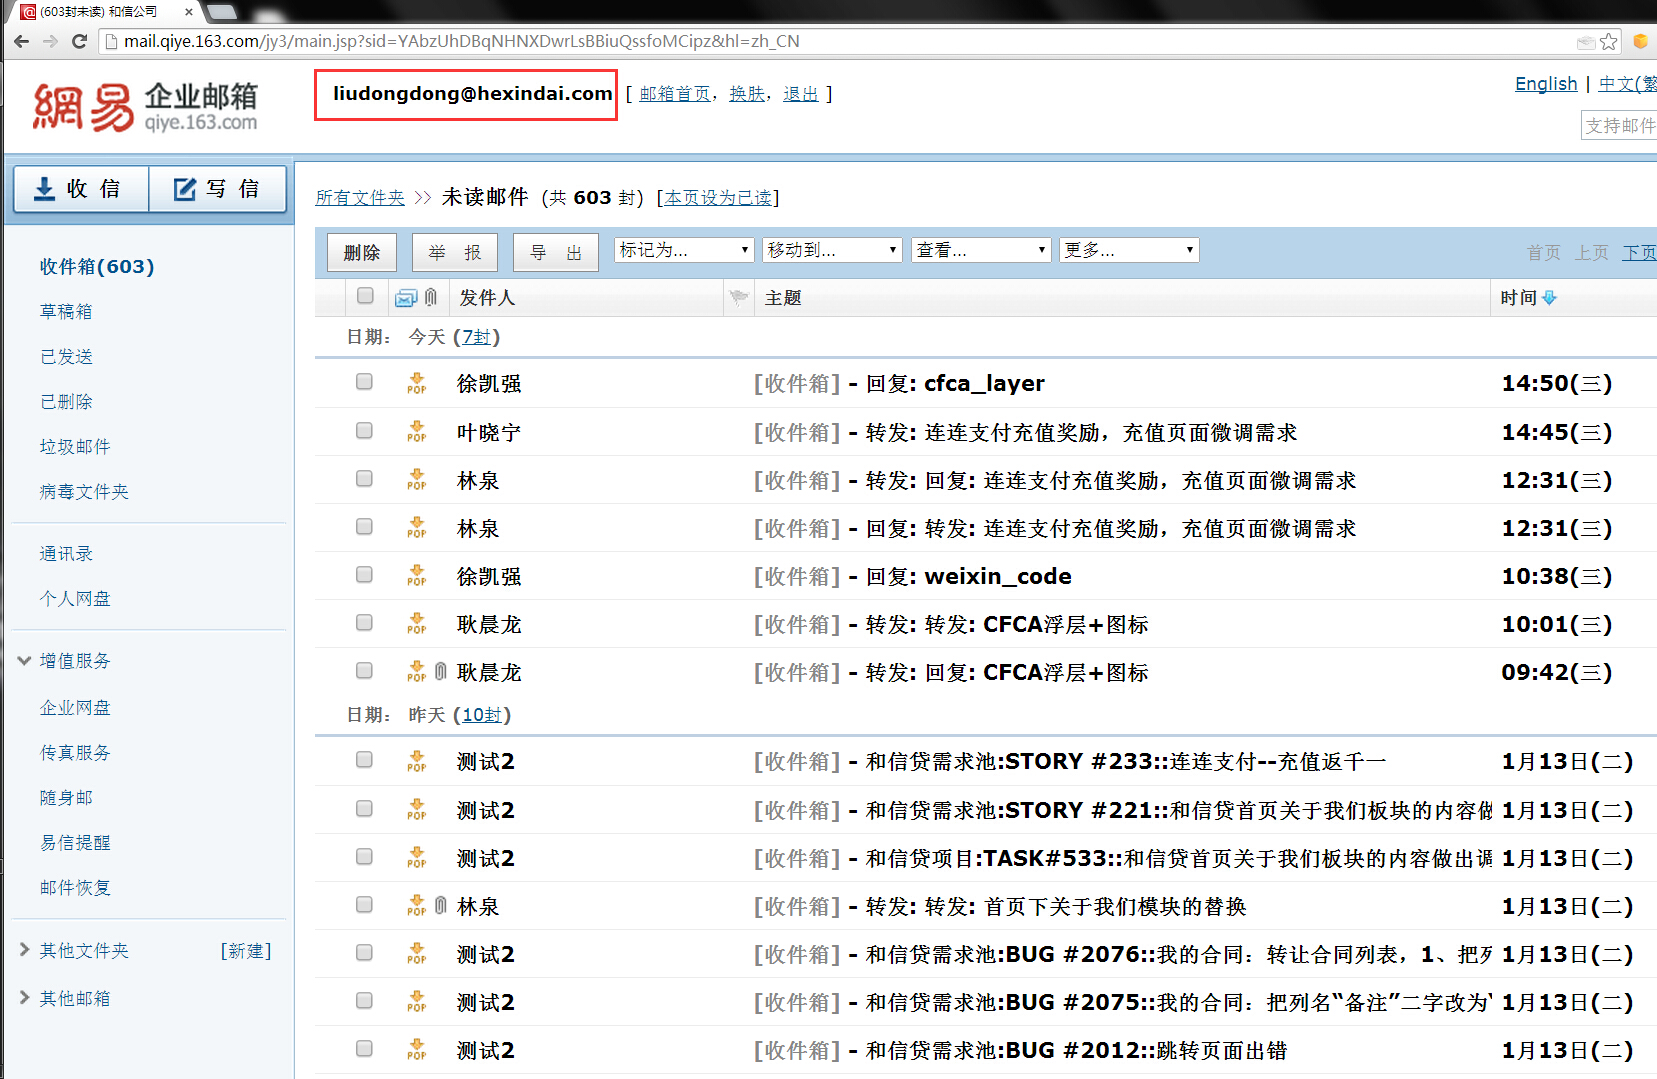 (603封未读) 和信公司
mail.qiye.163.com/jy3/main.jsp?sid=YAbzUhDBqNHNXDwrLsBBiuQssfoMCipz&hl=zh_CN
網易 企业邮箱
qiye.163.com
liudongdong@hexindai.com [ 邮箱首页, 换肤, 退出 ]
English | 中文(繁
支持邮件
收 信 写 信
所有文件夹 >> 未读邮件 (共 603 封) [本页设为已读]
删除 举 报 导 出 标记为... 移动到... 查看... 更多... 首页 上页 下页
发件人 主题 时间
收件箱(603)
草稿箱
已发送
已删除
垃圾邮件
病毒文件夹
通讯录
个人网盘
增值服务
企业网盘
传真服务
随身邮
易信提醒
邮件恢复
其他文件夹 [新建]
其他邮箱
日期： 今天 (7封)
POP 徐凯强 [收件箱] - 回复: cfca_layer 14:50(三)
POP 叶晓宁 [收件箱] - 转发: 连连支付充值奖励，充值页面微调需求 14:45(三)
POP 林泉 [收件箱] - 转发: 回复: 连连支付充值奖励，充值页面微调需求 12:31(三)
POP 林泉 [收件箱] - 回复: 转发: 连连支付充值奖励，充值页面微调需求 12:31(三)
POP 徐凯强 [收件箱] - 回复: weixin_code 10:38(三)
POP 耿晨龙 [收件箱] - 转发: 转发: CFCA浮层+图标 10:01(三)
POP 耿晨龙 [收件箱] - 转发: 回复: CFCA浮层+图标 09:42(三)
日期： 昨天 (10封)
POP 测试2 [收件箱] - 和信贷需求池:STORY #233::连连支付--充值返千一 1月13日(二)
POP 测试2 [收件箱] - 和信贷需求池:STORY #221::和信贷首页关于我们板块的内容做 1月13日(二)
POP 测试2 [收件箱] - 和信贷项目:TASK#533::和信贷首页关于我们板块的内容做出调 1月13日(二)
POP 林泉 [收件箱] - 转发: 转发: 首页下关于我们模块的替换 1月13日(二)
POP 测试2 [收件箱] - 和信贷需求池:BUG #2076::我的合同：转让合同列表，1、把列 1月13日(二)
POP 测试2 [收件箱] - 和信贷需求池:BUG #2075::我的合同：把列名“备注”二字改为“ 1月13日(二)
POP 测试2 [收件箱] - 和信贷需求池:BUG #2012::跳转页面出错 1月13日(二)